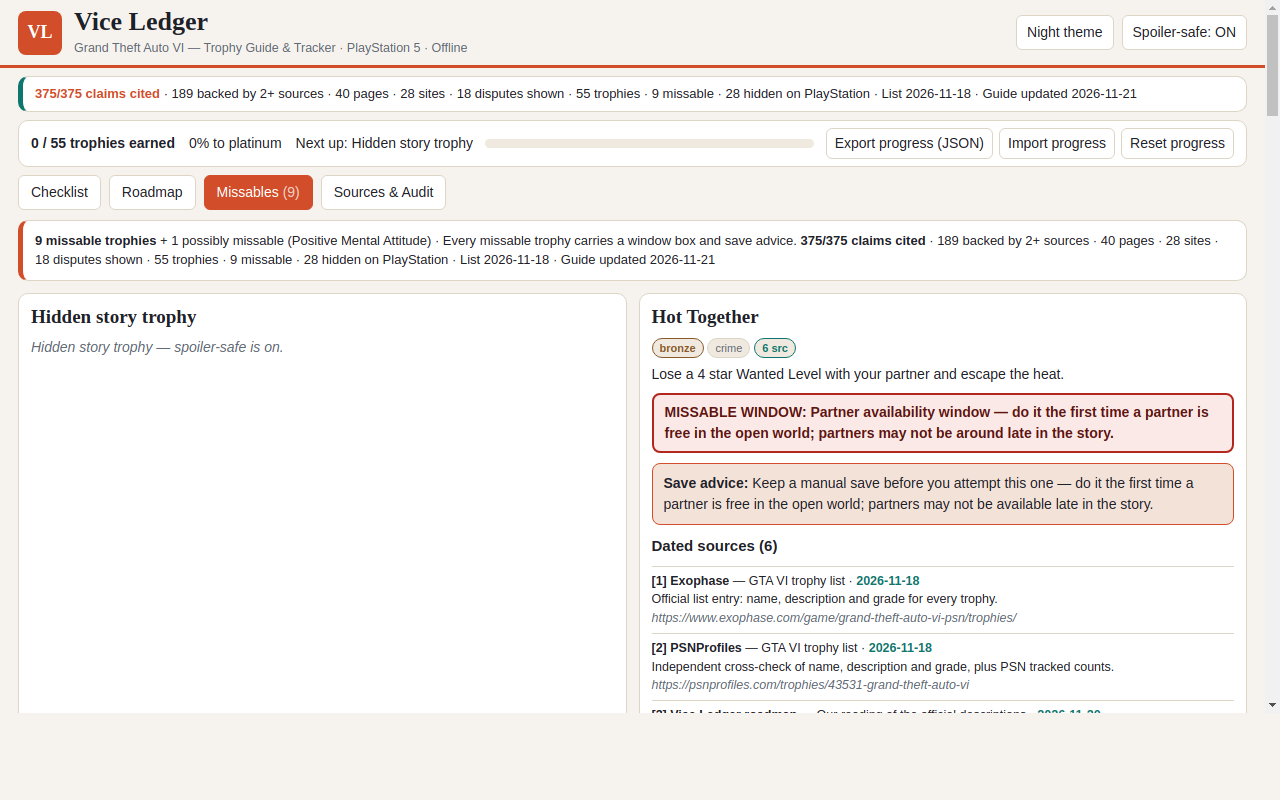 VL
Vice Ledger
Grand Theft Auto VI — Trophy Guide & Tracker · PlayStation 5 · Offline
Night theme
Spoiler-safe: ON
375/375 claims cited · 189 backed by 2+ sources · 40 pages · 28 sites · 18 disputes shown · 55 trophies · 9 missable · 28 hidden on PlayStation · List 2026-11-18 · Guide updated 2026-11-21
0 / 55 trophies earned
0% to platinum
Next up: Hidden story trophy
Export progress (JSON)
Import progress
Reset progress
Checklist
Roadmap
Missables (9)
Sources & Audit
9 missable trophies + 1 possibly missable (Positive Mental Attitude) · Every missable trophy carries a window box and save advice. 375/375 claims cited · 189 backed by 2+ sources · 40 pages · 28 sites ·
18 disputes shown · 55 trophies · 9 missable · 28 hidden on PlayStation · List 2026-11-18 · Guide updated 2026-11-21
Hidden story trophy
Hidden story trophy — spoiler-safe is on.
Hot Together
bronze
crime
6 src
Lose a 4 star Wanted Level with your partner and escape the heat.
MISSABLE WINDOW: Partner availability window — do it the first time a partner is
free in the open world; partners may not be around late in the story.
Save advice: Keep a manual save before you attempt this one — do it the first time a
partner is free in the open world; partners may not be available late in the story.
Dated sources (6)
[1] Exophase — GTA VI trophy list · 2026-11-18
Official list entry: name, description and grade for every trophy.
https://www.exophase.com/game/grand-theft-auto-vi-psn/trophies/
[2] PSNProfiles — GTA VI trophy list · 2026-11-18
Independent cross-check of name, description and grade, plus PSN tracked counts.
https://psnprofiles.com/trophies/43531-grand-theft-auto-vi
[3] Vice Ledger roadmap — Our reading of the official descriptions · 2026-11-20